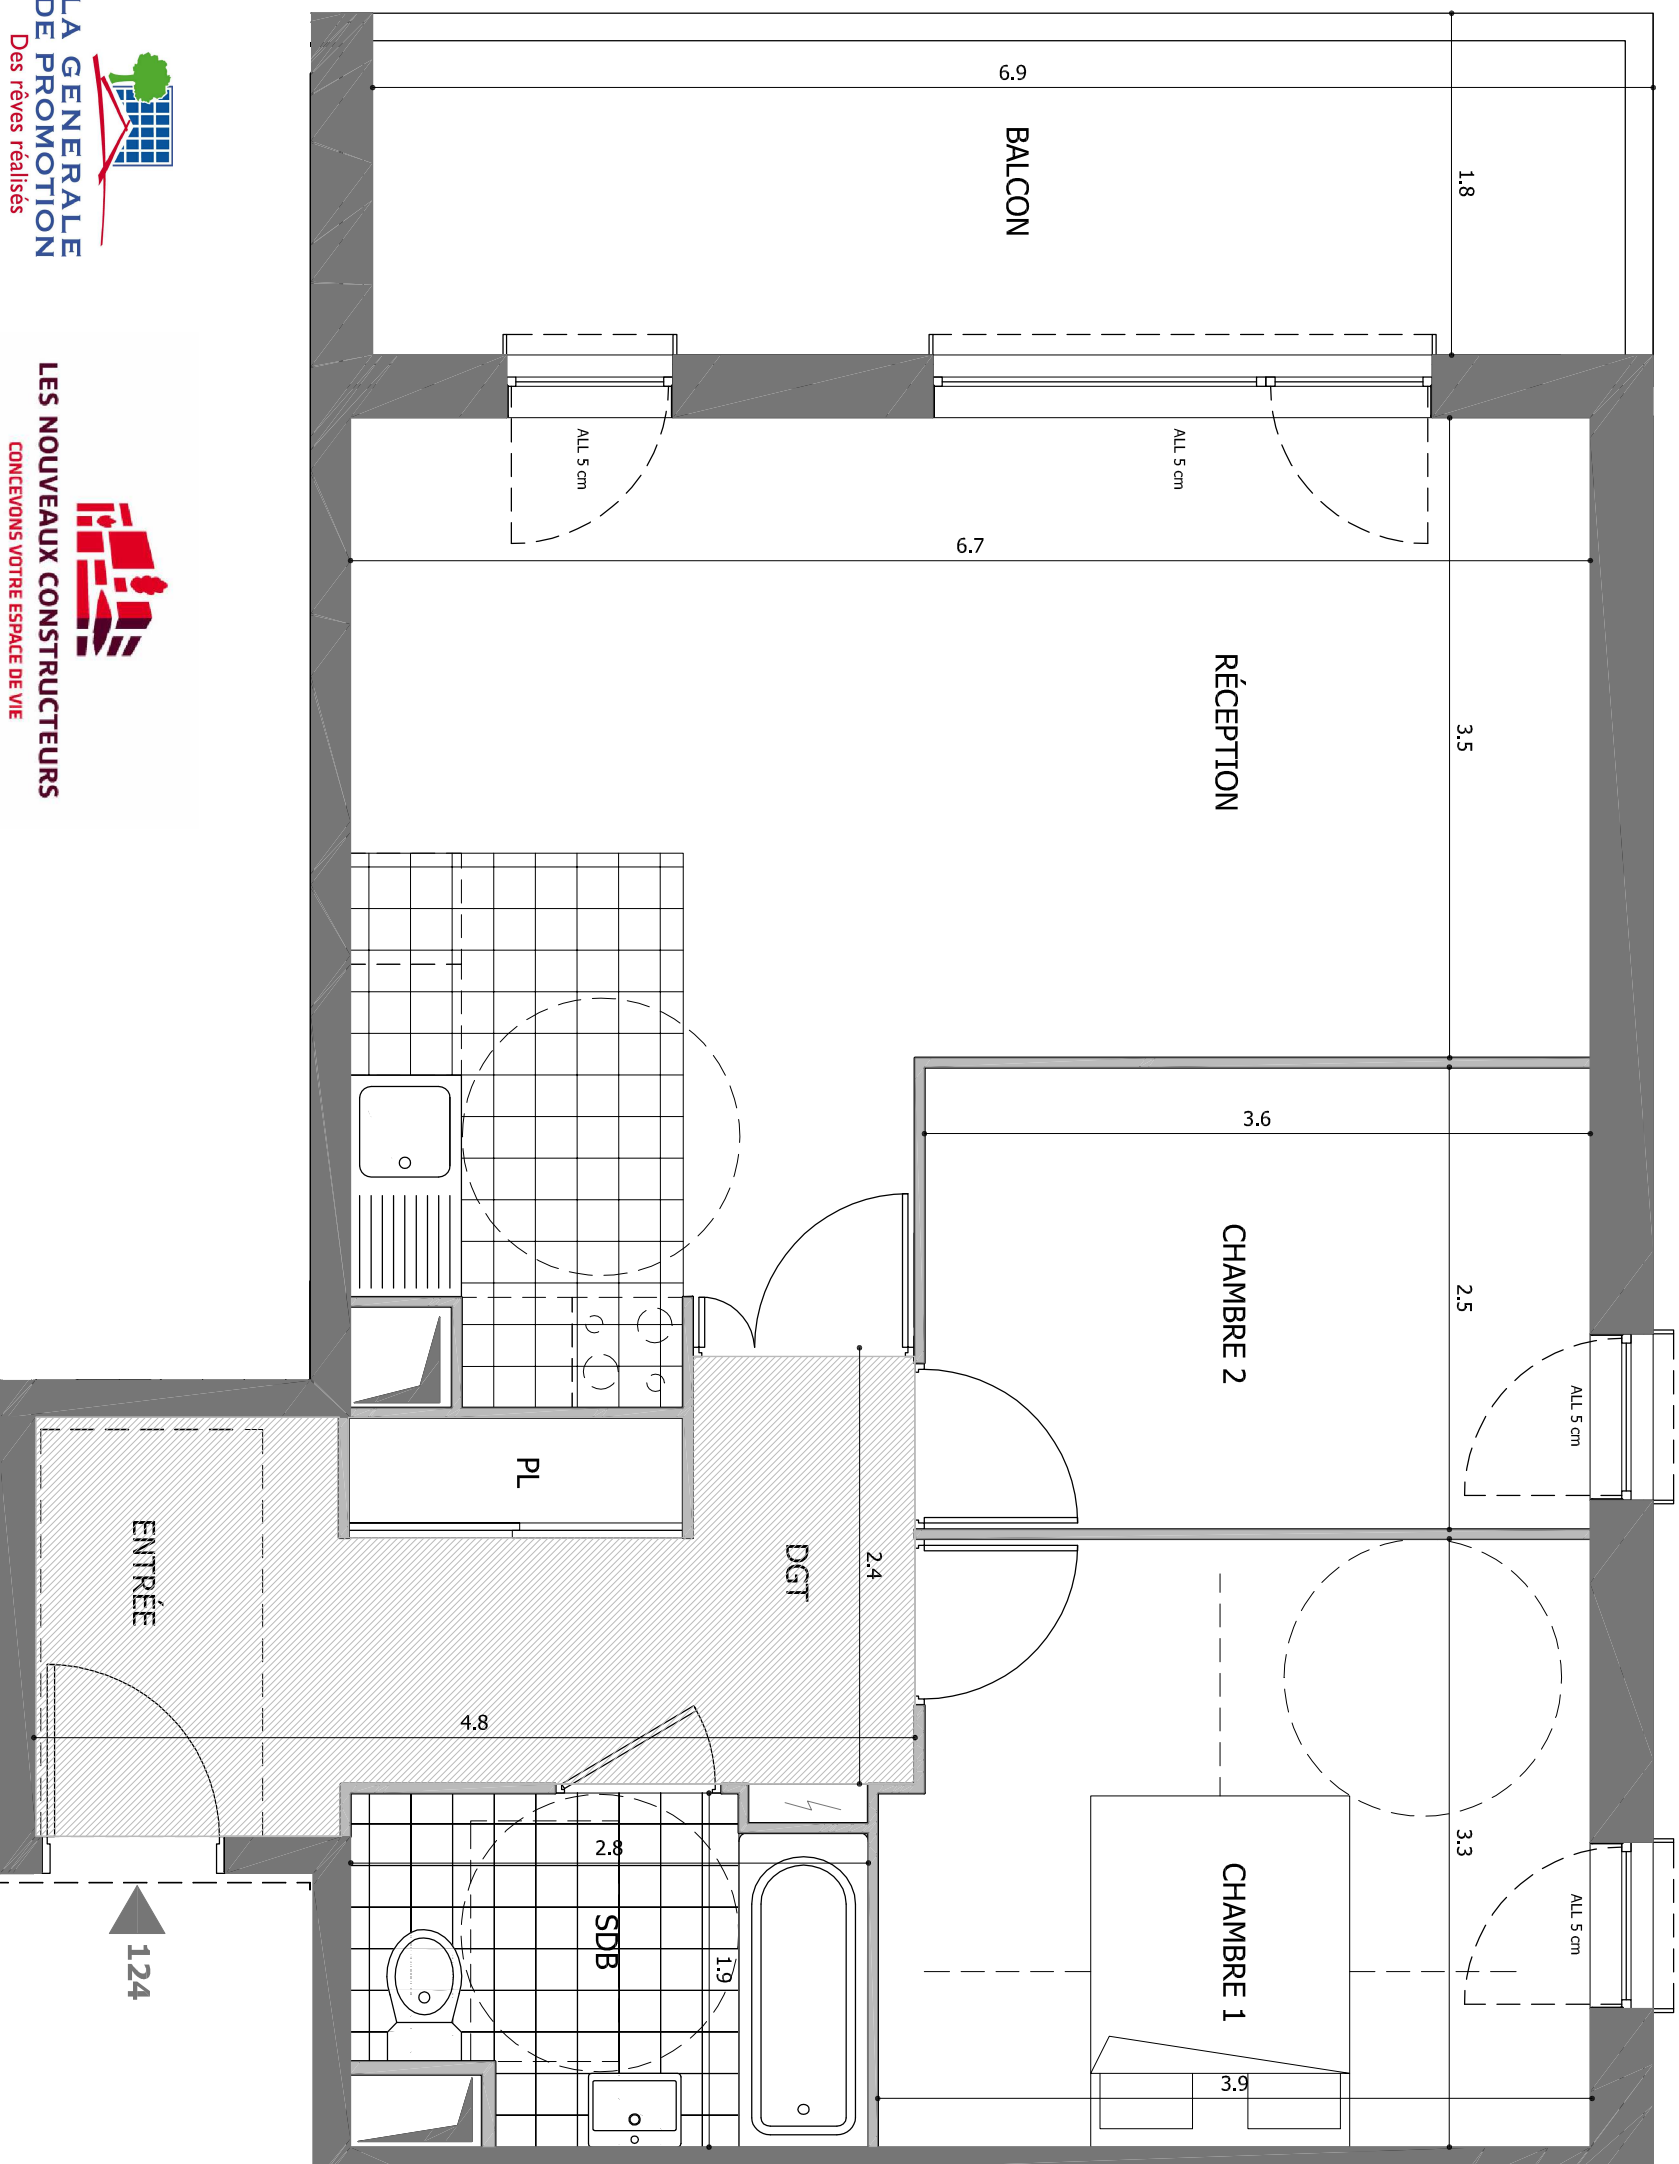 LA GENERALE
DE PROMOTION
Des rêves réalisés
LES NOUVEAUX CONSTRUCTEURS
CONCEVONS VOTRE ESPACE DE VIE
6.9
1.8
BALCON
ALL 5 cm
ALL 5 cm
6.7
RÉCEPTION
3.5
3.6
CHAMBRE 2
2.5
ALL 5 cm
PL
DGT
2.4
ENTRÉE
4.8
2.8
SDB
1.9
CHAMBRE 1
3.3
ALL 5 cm
3.9
124